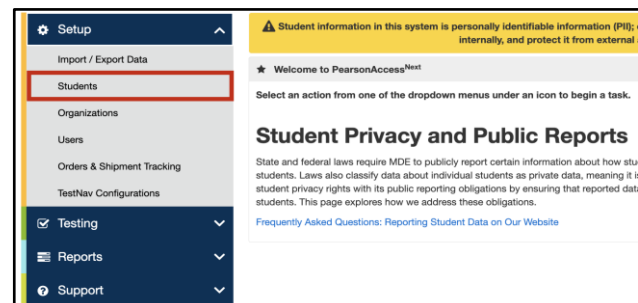 Setup
Import / Export Data
Students
Organizations
Users
Orders & Shipment Tracking
TestNav Configurations
Testing
Reports
Support
Student information in this system is personally identifiable information (PII);
internally, and protect it from external
Welcome to PearsonAccessNext
Select an action from one of the dropdown menus under an icon to begin a task.
Student Privacy and Public Reports
State and federal laws require MDE to publicly report certain information about how
students. Laws also classify data about individual students as private data, meaning it
student privacy rights with its public reporting obligations by ensuring that reported
students. This page explores how we address these obligations.
Frequently Asked Questions: Reporting Student Data on Our Website